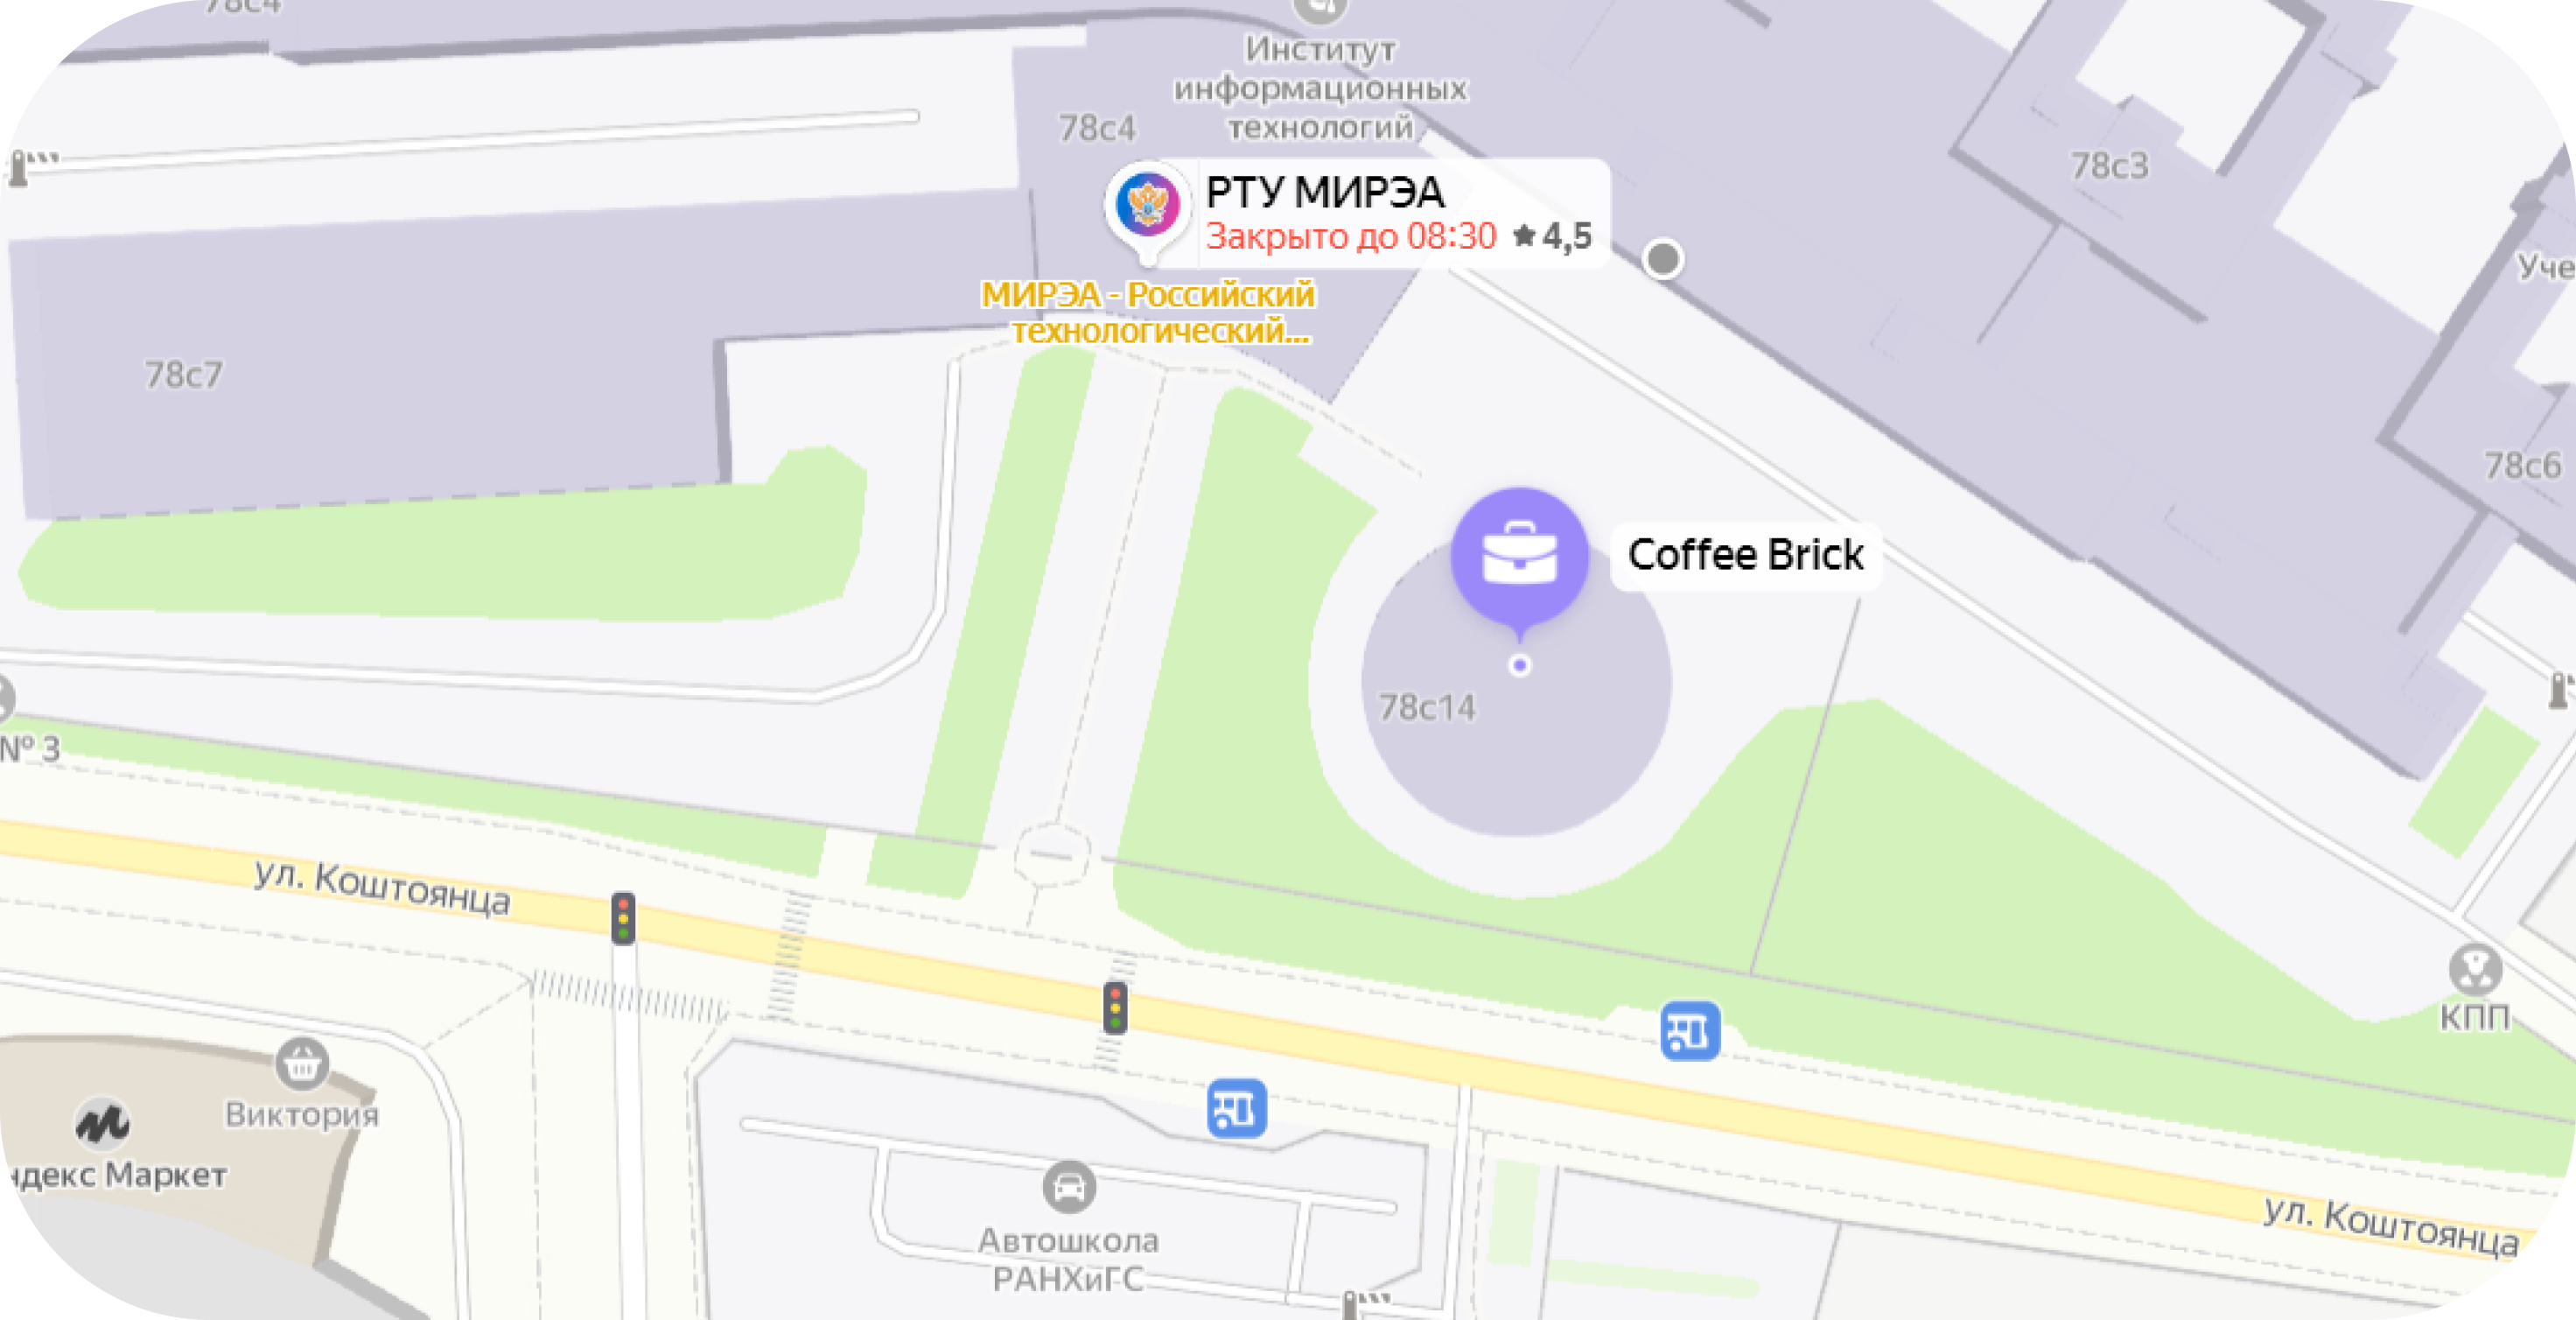 78с4
Институт
информационных
технологий
78с4
78с3
РТУ МИРЭА
Закрыто до 08:30 4,5
МИРЭА - Российский
технологический...
Уче
78с7
78с6
Coffee Brick
78с14
№ 3
ул. Коштоянца
КПП
Виктория
ндекс Маркет
ул. Коштоянца
Автошкола
РАНХиГС